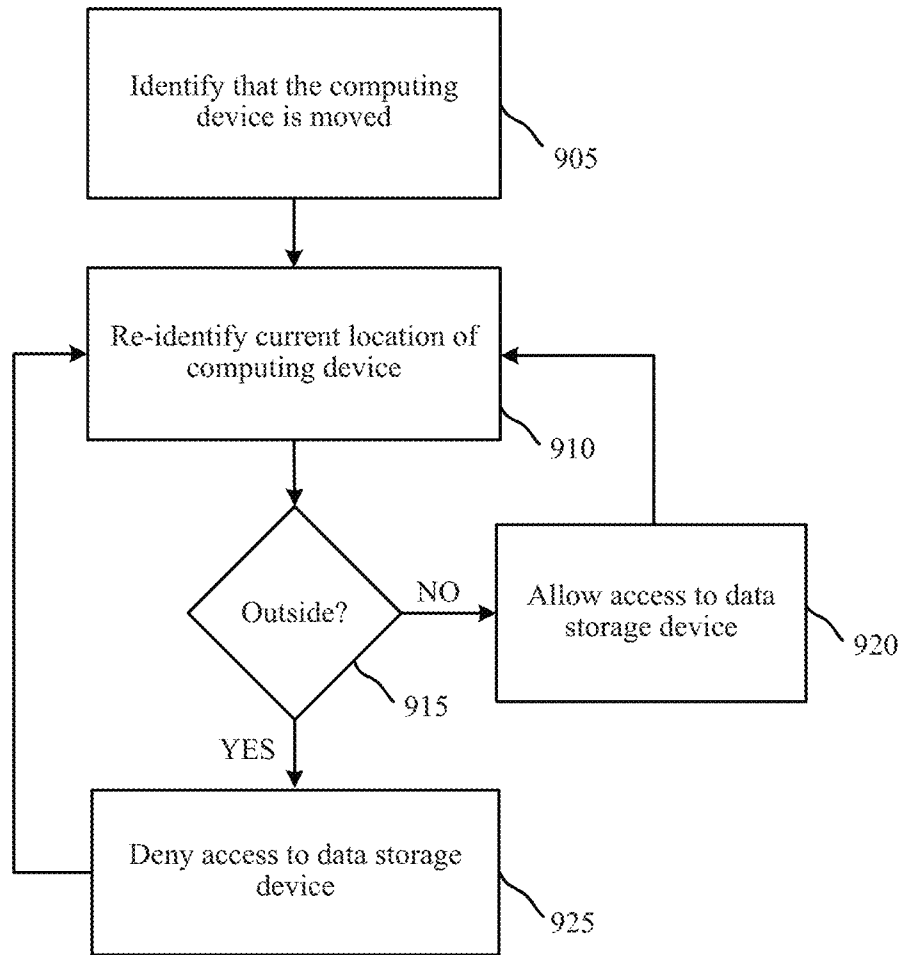 Identify that the computing
device is moved
905
Re-identify current location of
computing device
910
Outside?
NO
915
YES
Allow access to data
storage device
920
Deny access to data storage
device
925